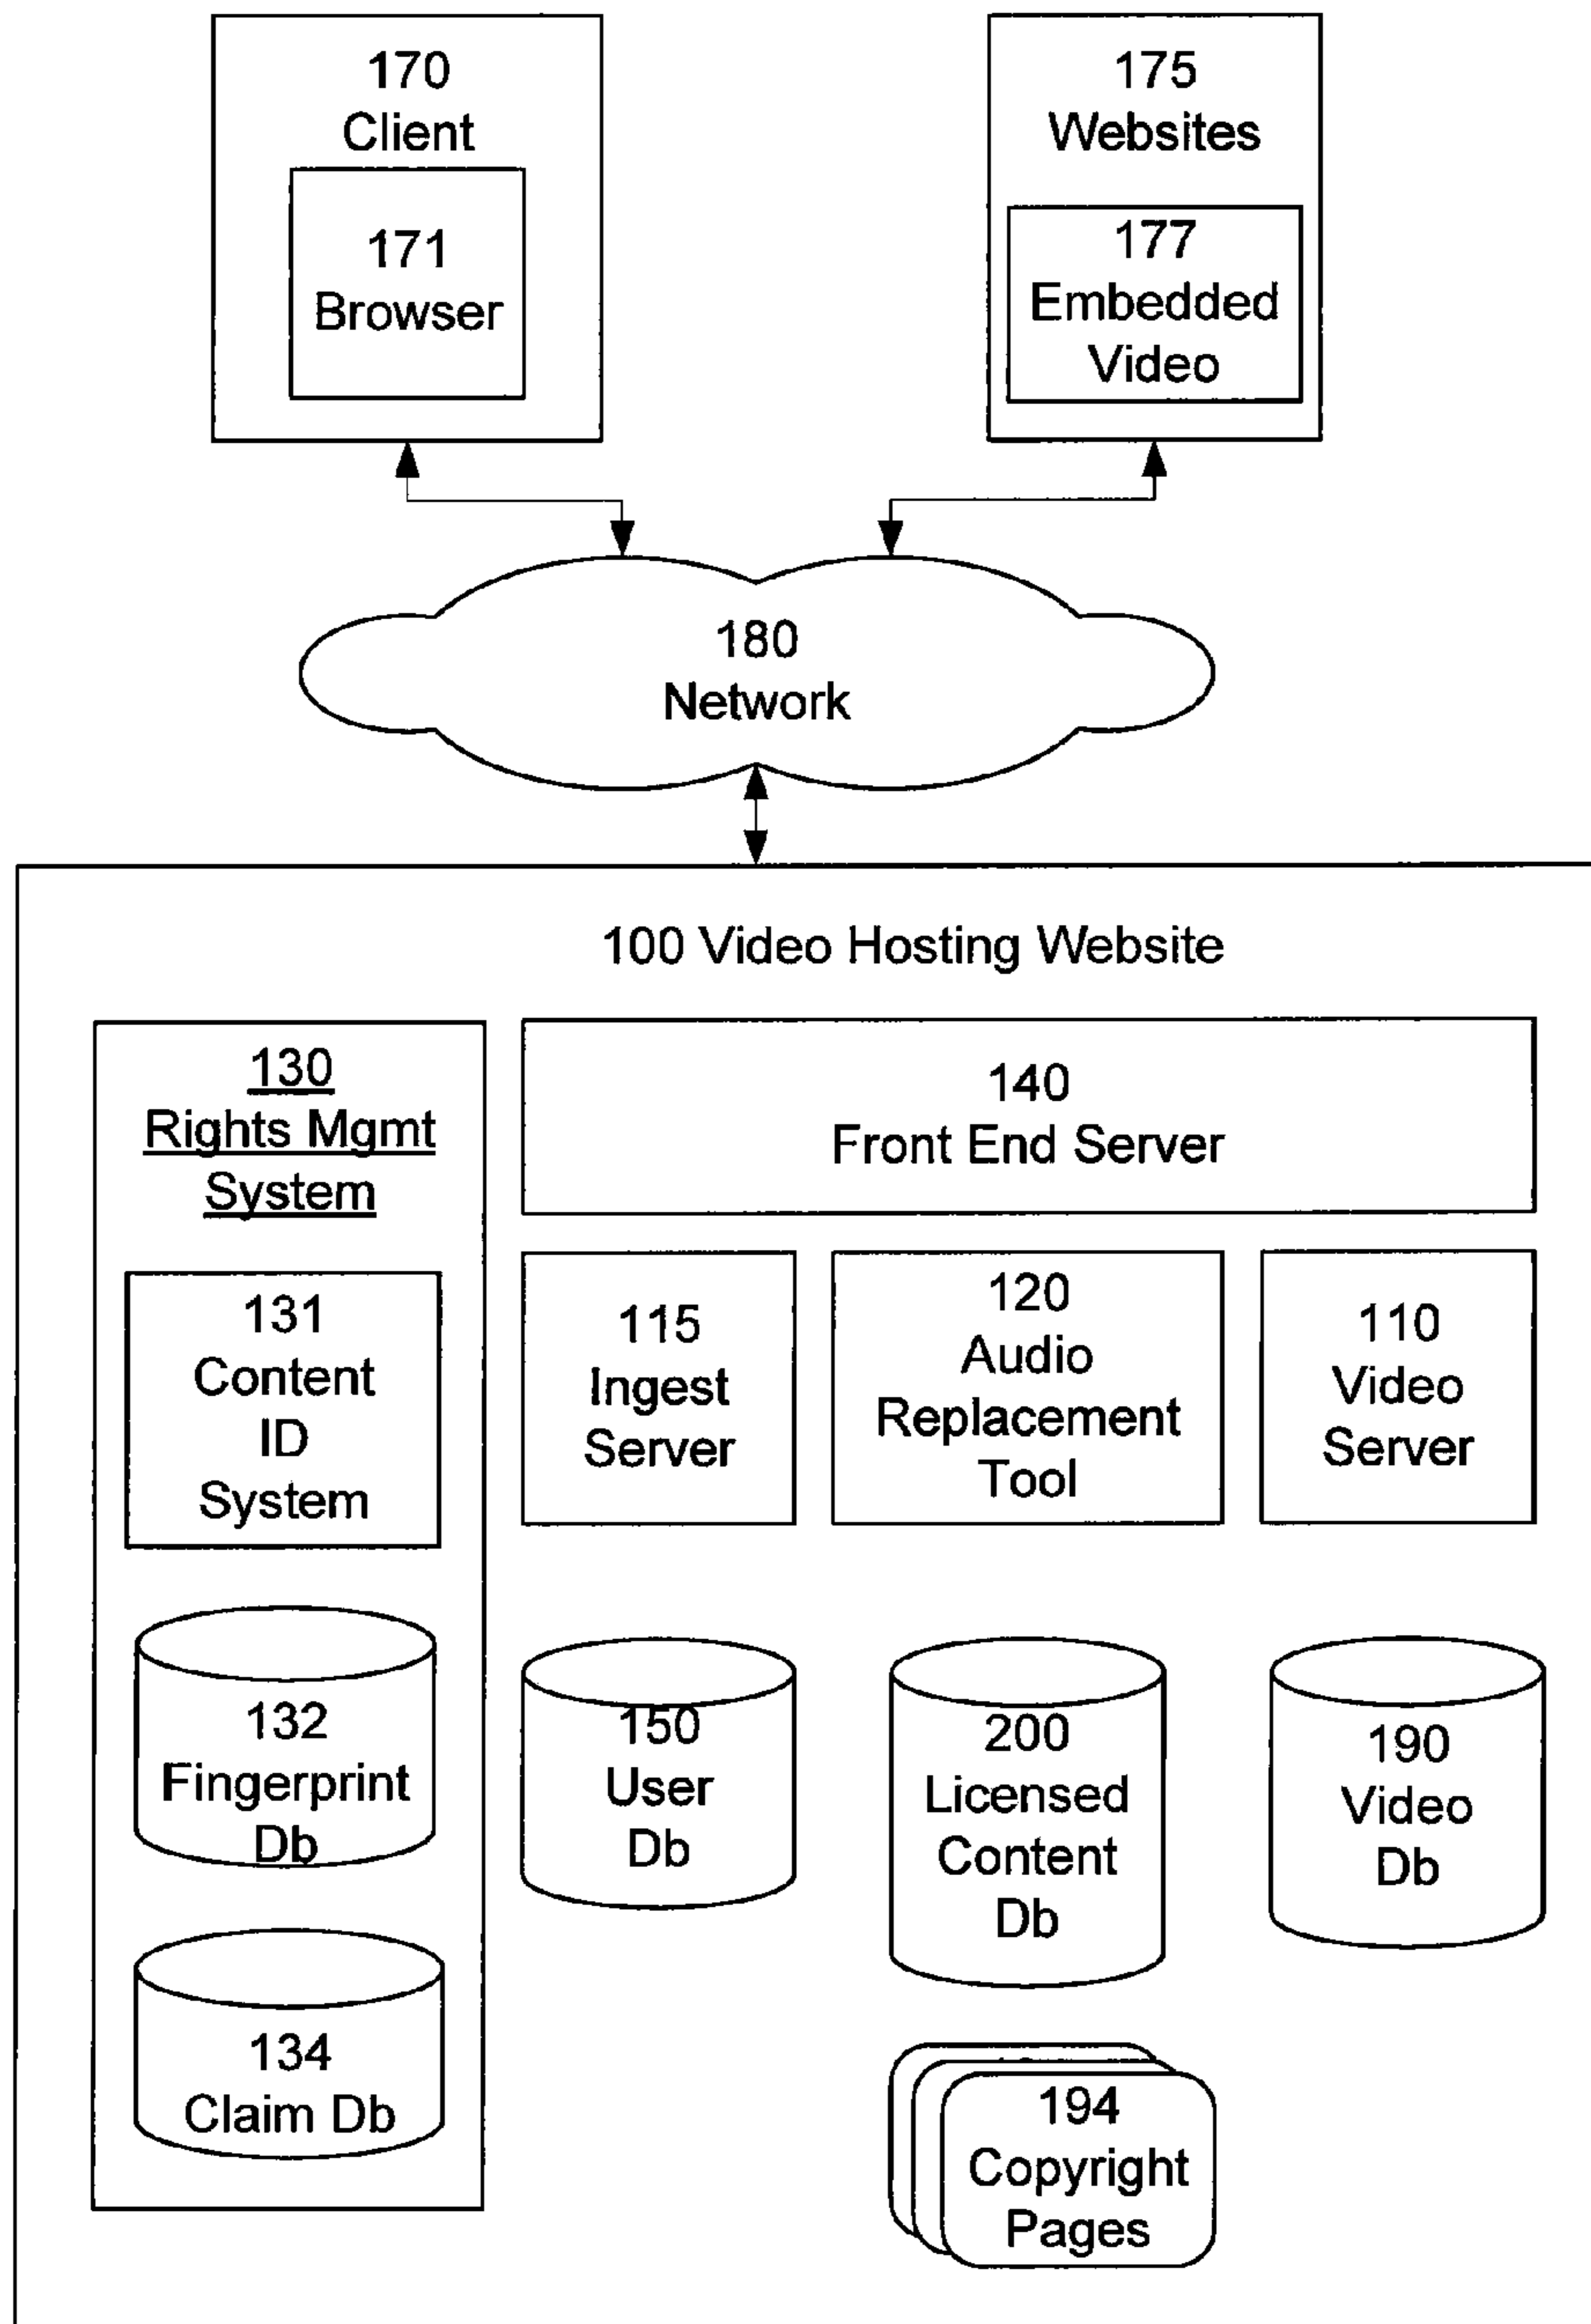 170
Client
171
Browser
175
Websites
177
Embedded
Video
180
Network
100 Video Hosting Website
130
Rights Mgmt
System
131
Content
ID
System
132
Fingerprint
Db
134
Claim Db
140
Front End Server
115
Ingest
Server
120
Audio
Replacement
Tool
110
Video
Server
150
User
Db
200
Licensed
Content
Db
190
Video
Db
194
Copyright
Pages